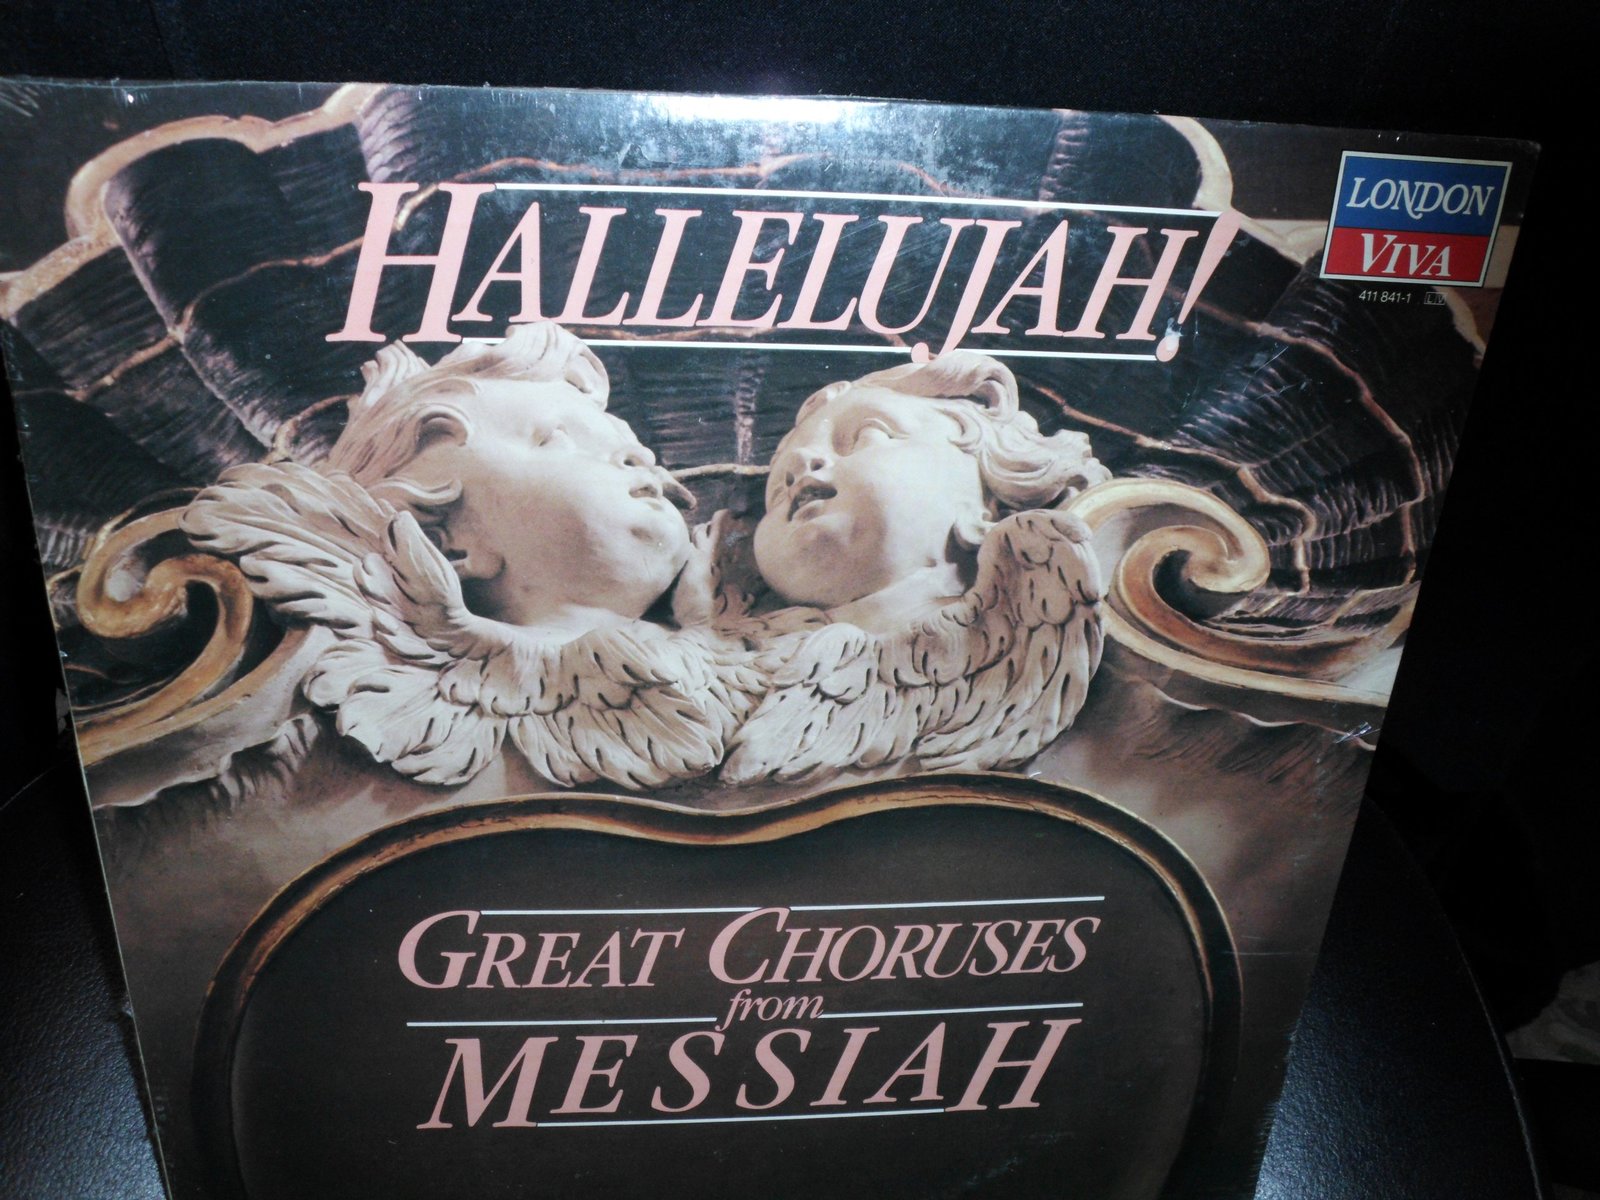 HALLELUJAH!
LONDON
VIVA
411 841-1
GREAT CHORUSES
from
MESSIAH